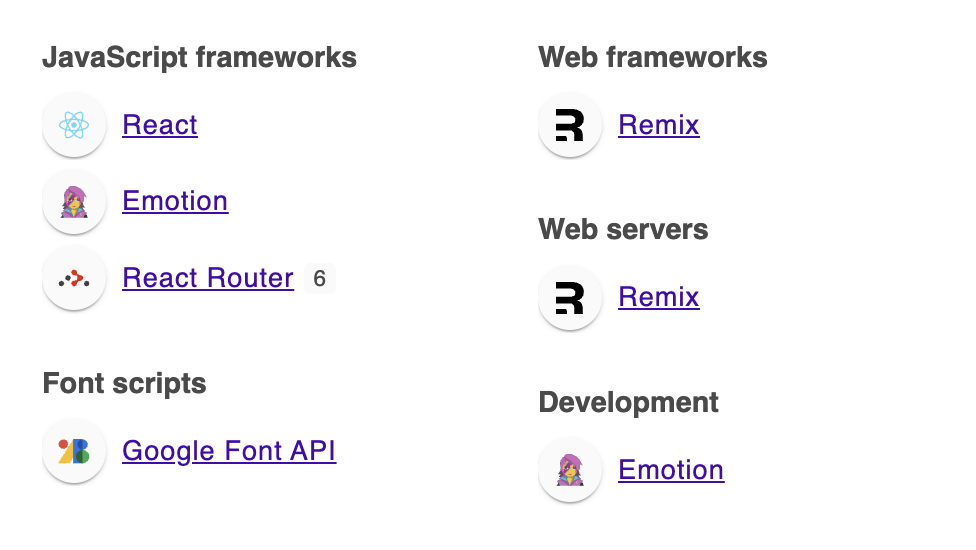 JavaScript frameworks
React
Emotion
React Router 6
Font scripts
Google Font API
Web frameworks
Remix
Web servers
Remix
Development
Emotion